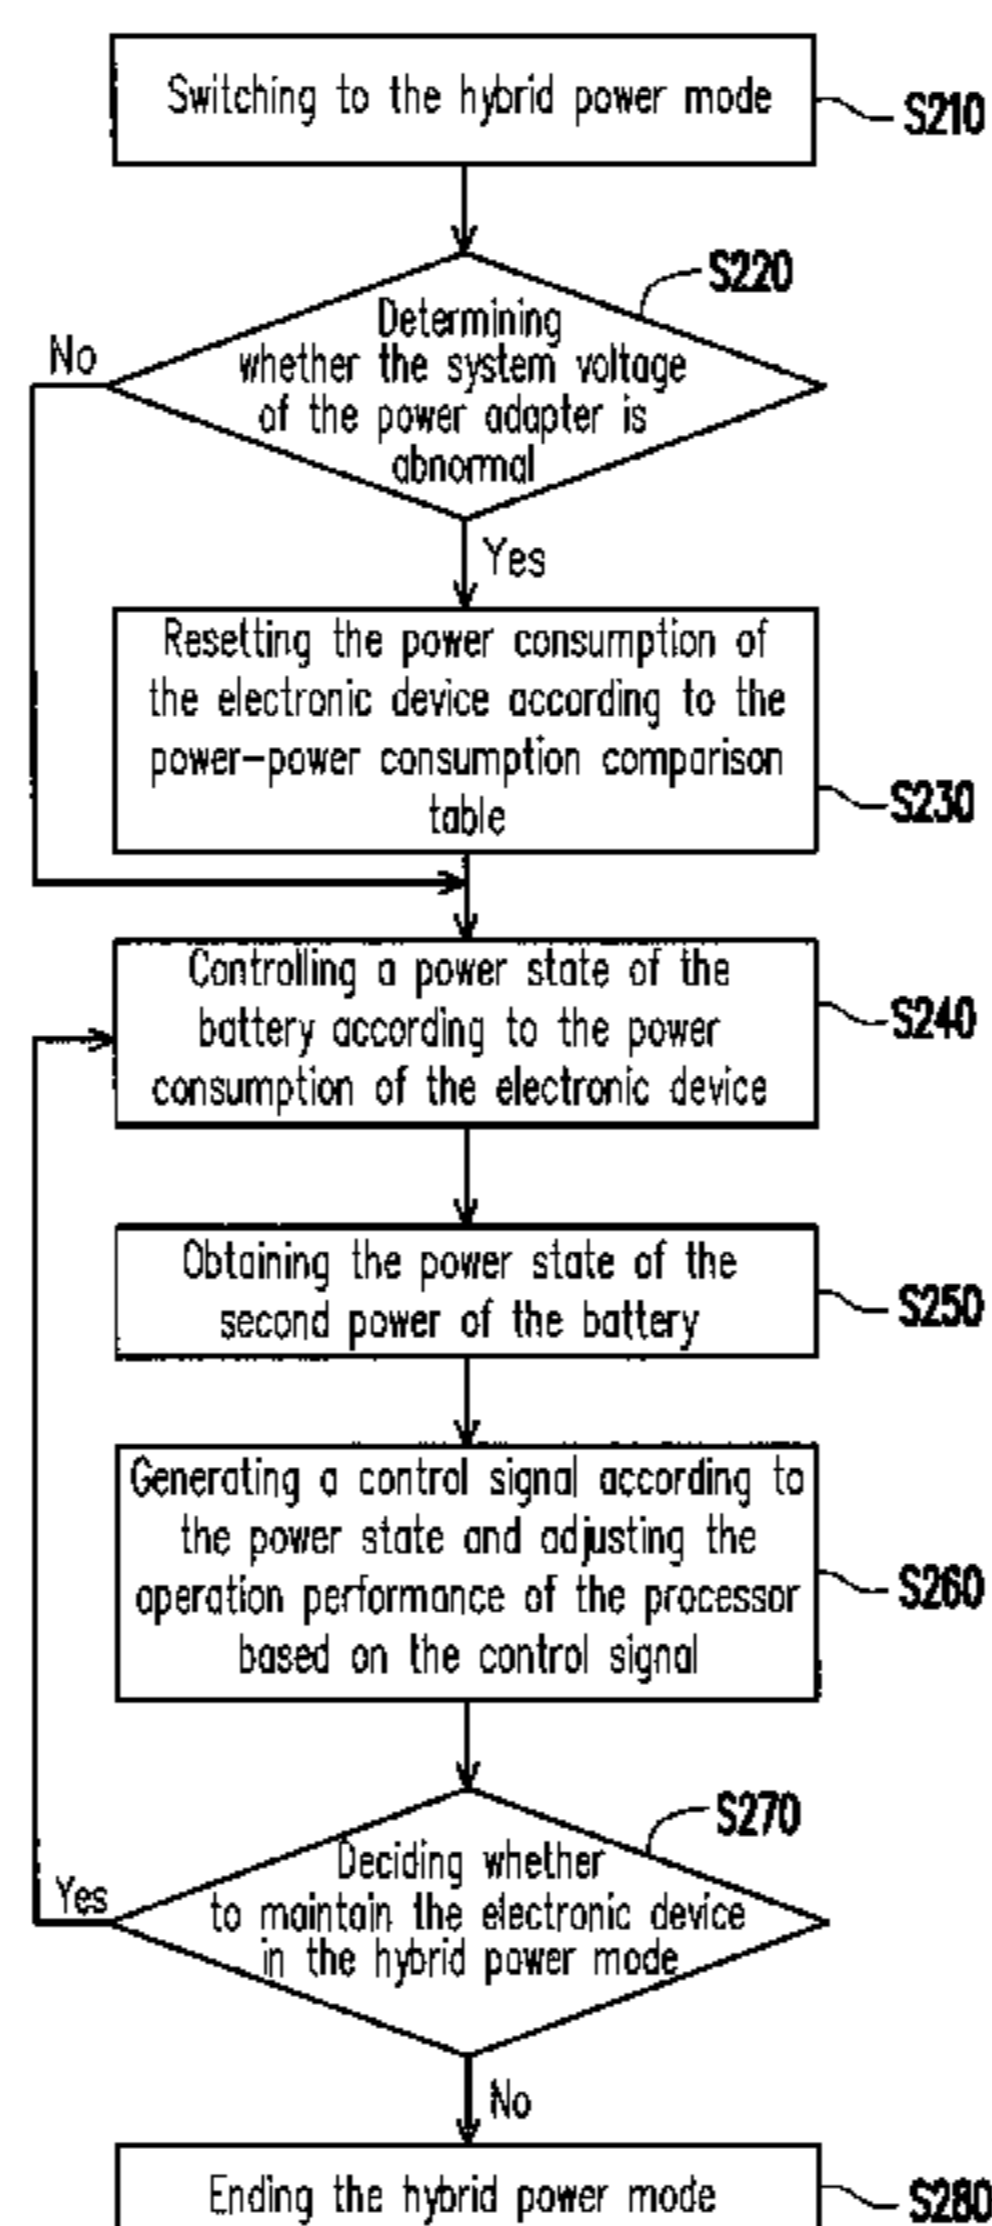 Switching to the hybrid power mode
S210
S220
Determining
whether the system voltage
of the power adapter is
abnormal
No
Yes
Resetting the power consumption of
the electronic device according to the
power-power consumption comparison
table
S230
Controlling a power state of the
battery according to the power
consumption of the electronic device
S240
Obtaining the power state of the
second power of the battery
S250
Generating a control signal according to
the power state and adjusting the
operation performance of the processor
based on the control signal
S260
S270
Deciding whether
to maintain the electronic device
in the hybrid power mode
Yes
No
Ending the hybrid power mode
S280